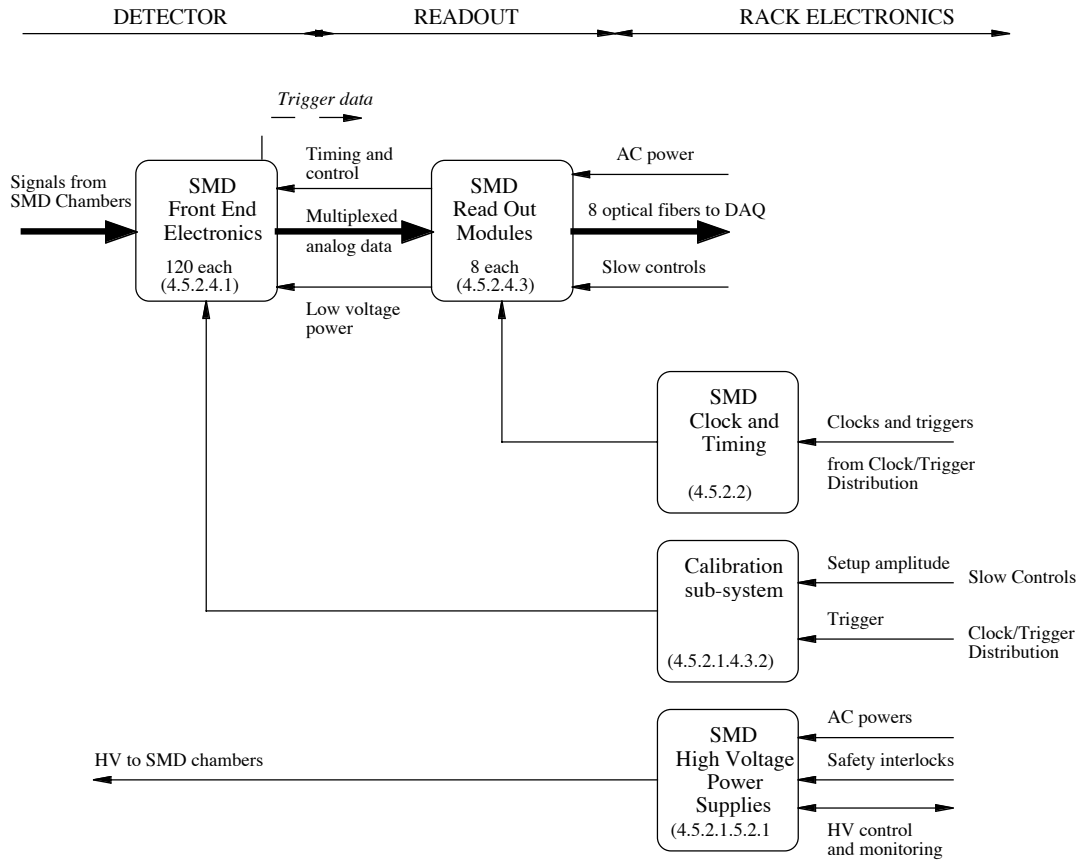 DETECTOR
READOUT
RACK ELECTRONICS
Trigger data
Signals from
SMD Chambers
SMD
Front End
Electronics
120 each
(4.5.2.4.1)
Timing and
control
Multiplexed
analog data
Low voltage
power
SMD
Read Out
Modules
8 each
(4.5.2.4.3)
AC power
8 optical fibers to DAQ
Slow controls
SMD
Clock and
Timing
(4.5.2.2)
Clocks and triggers
from Clock/Trigger
Distribution
Calibration
sub-system
(4.5.2.1.4.3.2)
Setup amplitude
Slow Controls
Trigger
Clock/Trigger
Distribution
HV to SMD chambers
SMD
High Voltage
Power
Supplies
(4.5.2.1.5.2.1
AC powers
Safety interlocks
HV control
and monitoring